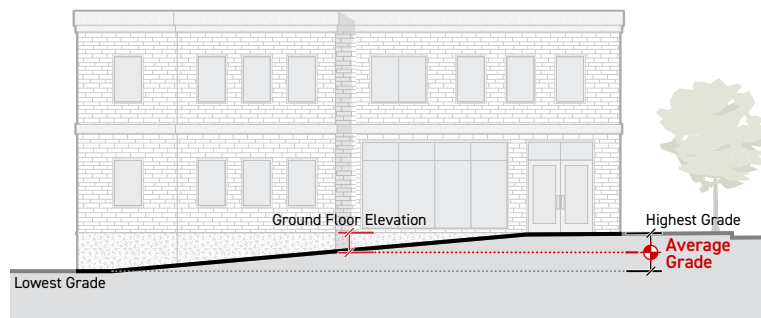 Ground Floor Elevation
Highest Grade
Average
Grade
Lowest Grade